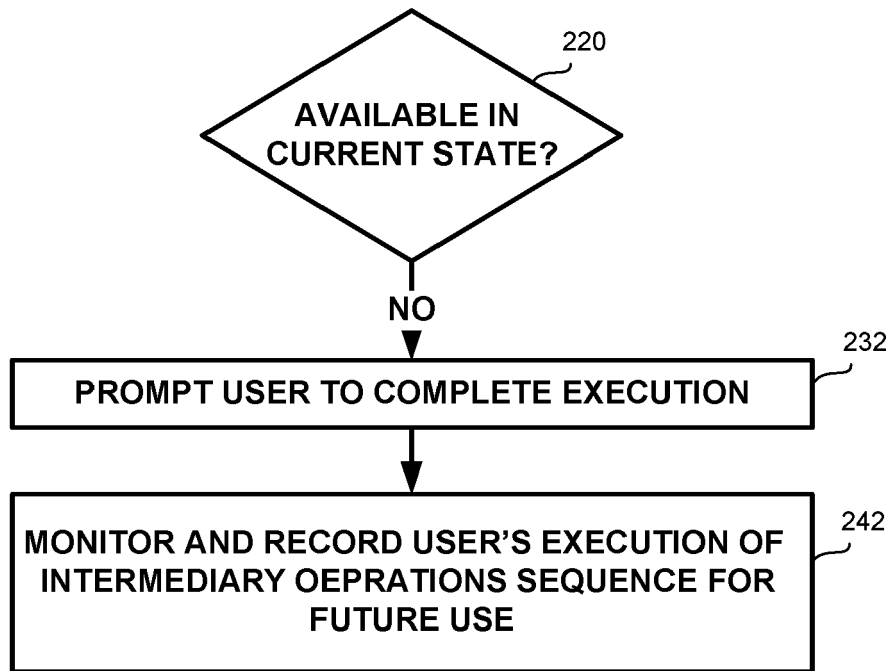 220
AVAILABLE IN
CURRENT STATE?
NO
232
PROMPT USER TO COMPLETE EXECUTION
242
MONITOR AND RECORD USER'S EXECUTION OF
INTERMEDIARY OEPRATIONS SEQUENCE FOR
FUTURE USE